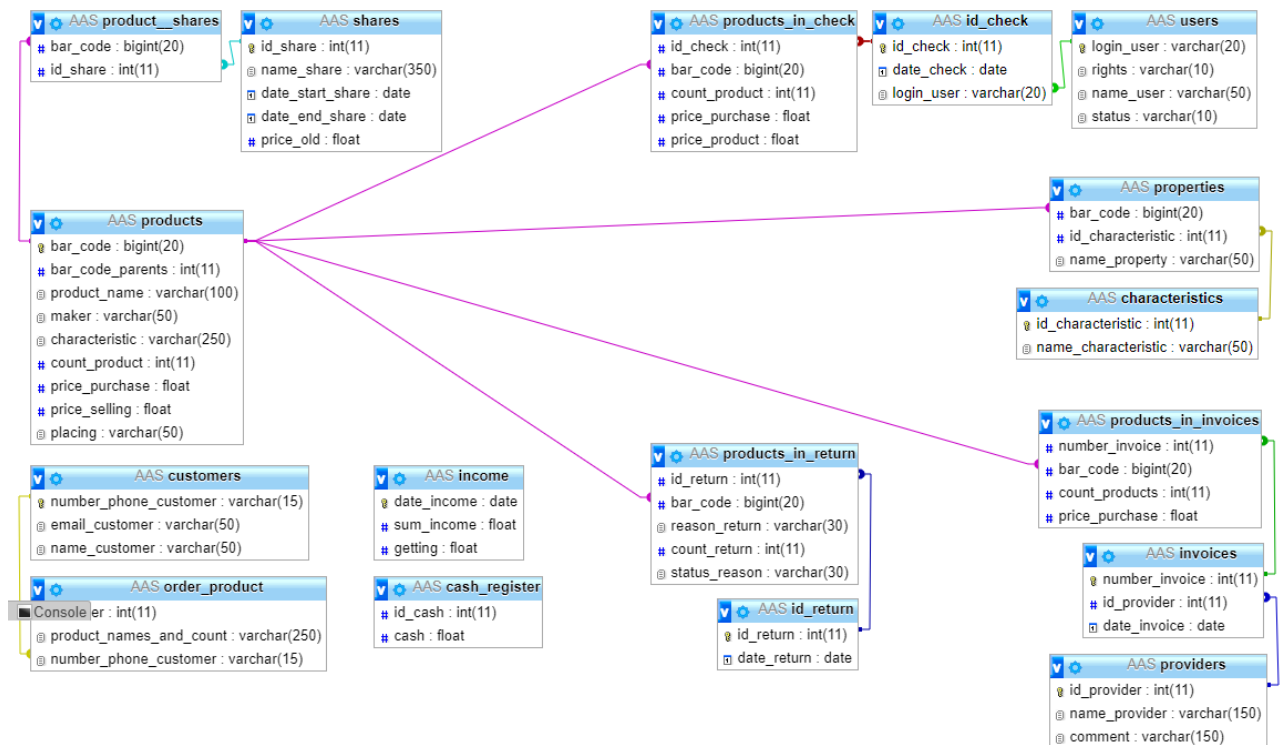 AAS product__shares
bar_code : bigint(20)
id_share : int(11)
AAS shares
id_share : int(11)
name_share : varchar(350)
date_start_share : date
date_end_share : date
price_old : float
AAS products_in_check
id_check : int(11)
bar_code : bigint(20)
count_product : int(11)
price_purchase : float
price_product : float
AAS id_check
id_check : int(11)
date_check : date
login_user : varchar(20)
AAS users
login_user : varchar(20)
rights : varchar(10)
name_user : varchar(50)
status : varchar(10)
AAS properties
bar_code : bigint(20)
id_characteristic : int(11)
name_property : varchar(50)
AAS characteristics
id_characteristic : int(11)
name_characteristic : varchar(50)
AAS products
bar_code : bigint(20)
bar_code_parents : int(11)
product_name : varchar(100)
maker : varchar(50)
characteristic : varchar(250)
count_product : int(11)
price_purchase : float
price_selling : float
placing : varchar(50)
AAS customers
number_phone_customer : varchar(15)
email_customer : varchar(50)
name_customer : varchar(50)
AAS income
date_income : date
sum_income : float
getting : float
AAS order_product
Console er : int(11)
product_names_and_count : varchar(250)
number_phone_customer : varchar(15)
AAS cash_register
id_cash : int(11)
cash : float
AAS products_in_return
id_return : int(11)
bar_code : bigint(20)
reason_return : varchar(30)
count_return : int(11)
status_reason : varchar(30)
AAS id_return
id_return : int(11)
date_return : date
AAS products_in_invoices
number_invoice : int(11)
bar_code : bigint(20)
count_products : int(11)
price_purchase : float
AAS invoices
number_invoice : int(11)
id_provider : int(11)
date_invoice : date
AAS providers
id_provider : int(11)
name_provider : varchar(150)
comment : varchar(150)